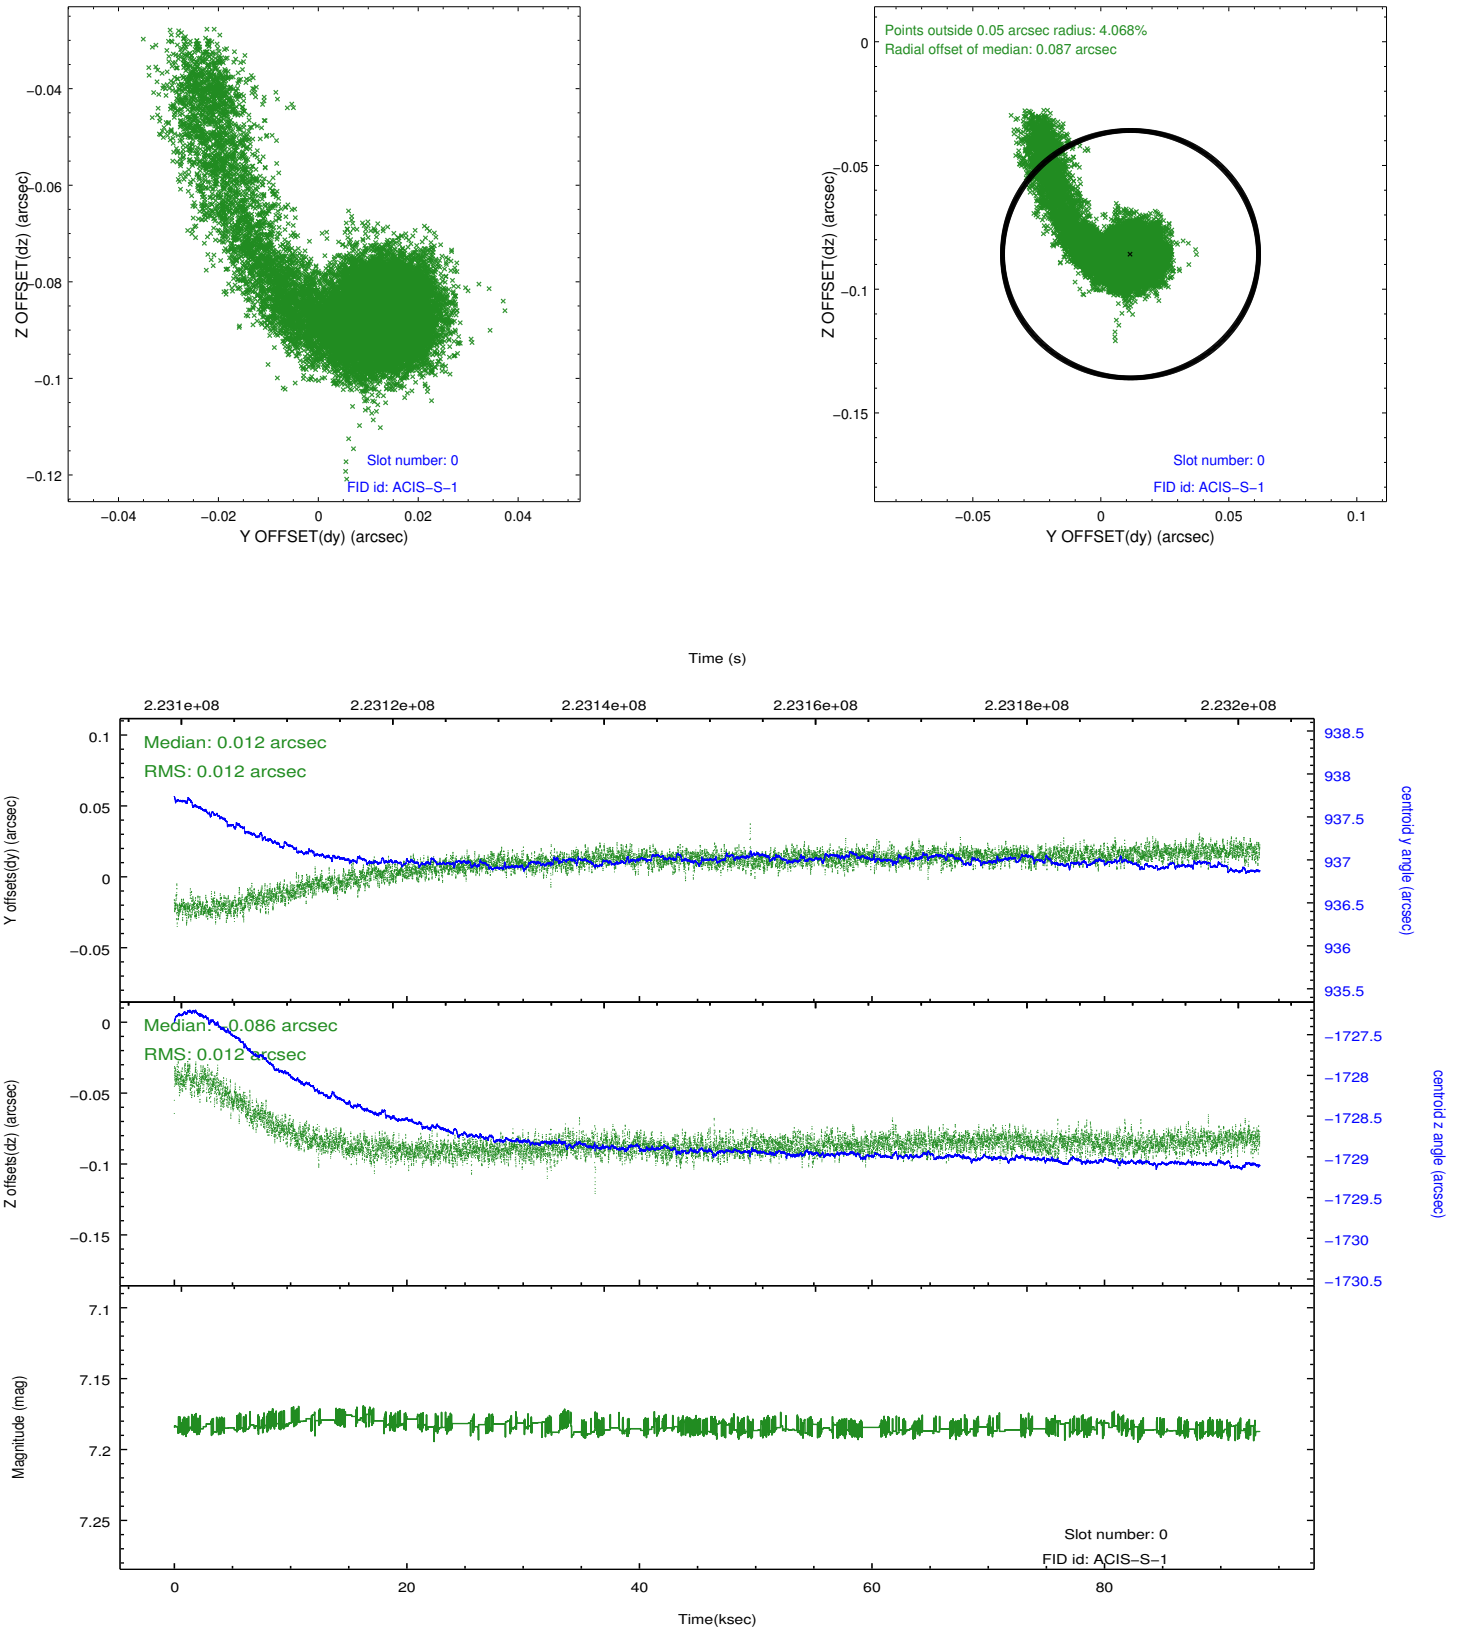 −0.04
−0.06
−0.08
−0.1
−0.12
Z OFFSET(dz) (arcsec)
Slot number: 0
FID id: ACIS−S−1
−0.04 −0.02 0 0.02 0.04
Y OFFSET(dy) (arcsec)
Points outside 0.05 arcsec radius: 4.068%
Radial offset of median: 0.087 arcsec
0
−0.05
−0.1
−0.15
Z OFFSET(dz) (arcsec)
Slot number: 0
FID id: ACIS−S−1
−0.05 0 0.05 0.1
Y OFFSET(dy) (arcsec)
Time (s)
2.231e+08 2.2312e+08 2.2314e+08 2.2316e+08 2.2318e+08 2.232e+08
Median: 0.012 arcsec
RMS: 0.012 arcsec
0.1
0.05
0
−0.05
Y offsets(dy) (arcsec)
938.5
938
937.5
937
936.5
936
935.5
centroid y angle (arcsec)
Median: −0.086 arcsec
RMS: 0.012 arcsec
0
−0.05
−0.1
−0.15
Z offsets(dz) (arcsec)
−1727.5
−1728
−1728.5
−1729
−1729.5
−1730
−1730.5
centroid z angle (arcsec)
7.1
7.15
7.2
7.25
Magnitude (mag)
Slot number: 0
FID id: ACIS−S−1
0 20 40 60 80
Time(ksec)